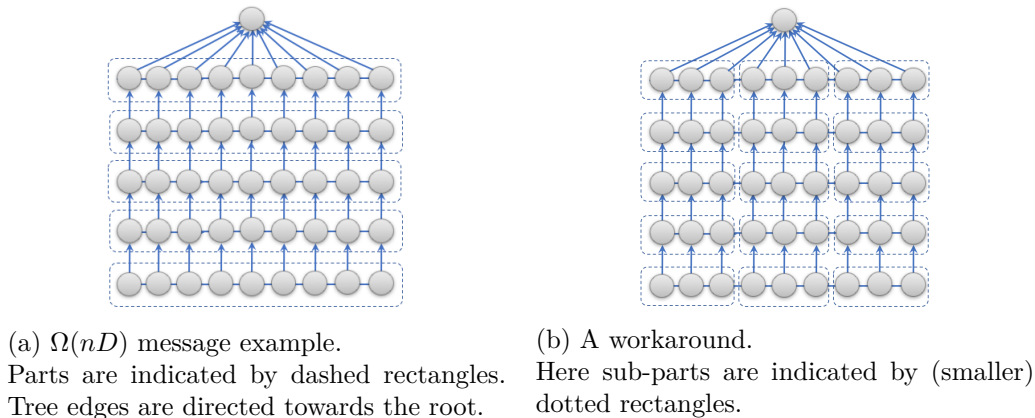 (a) Ω(nD) message example.
Parts are indicated by dashed rectangles.
Tree edges are directed towards the root.
(b) A workaround.
Here sub-parts are indicated by (smaller)
dotted rectangles.